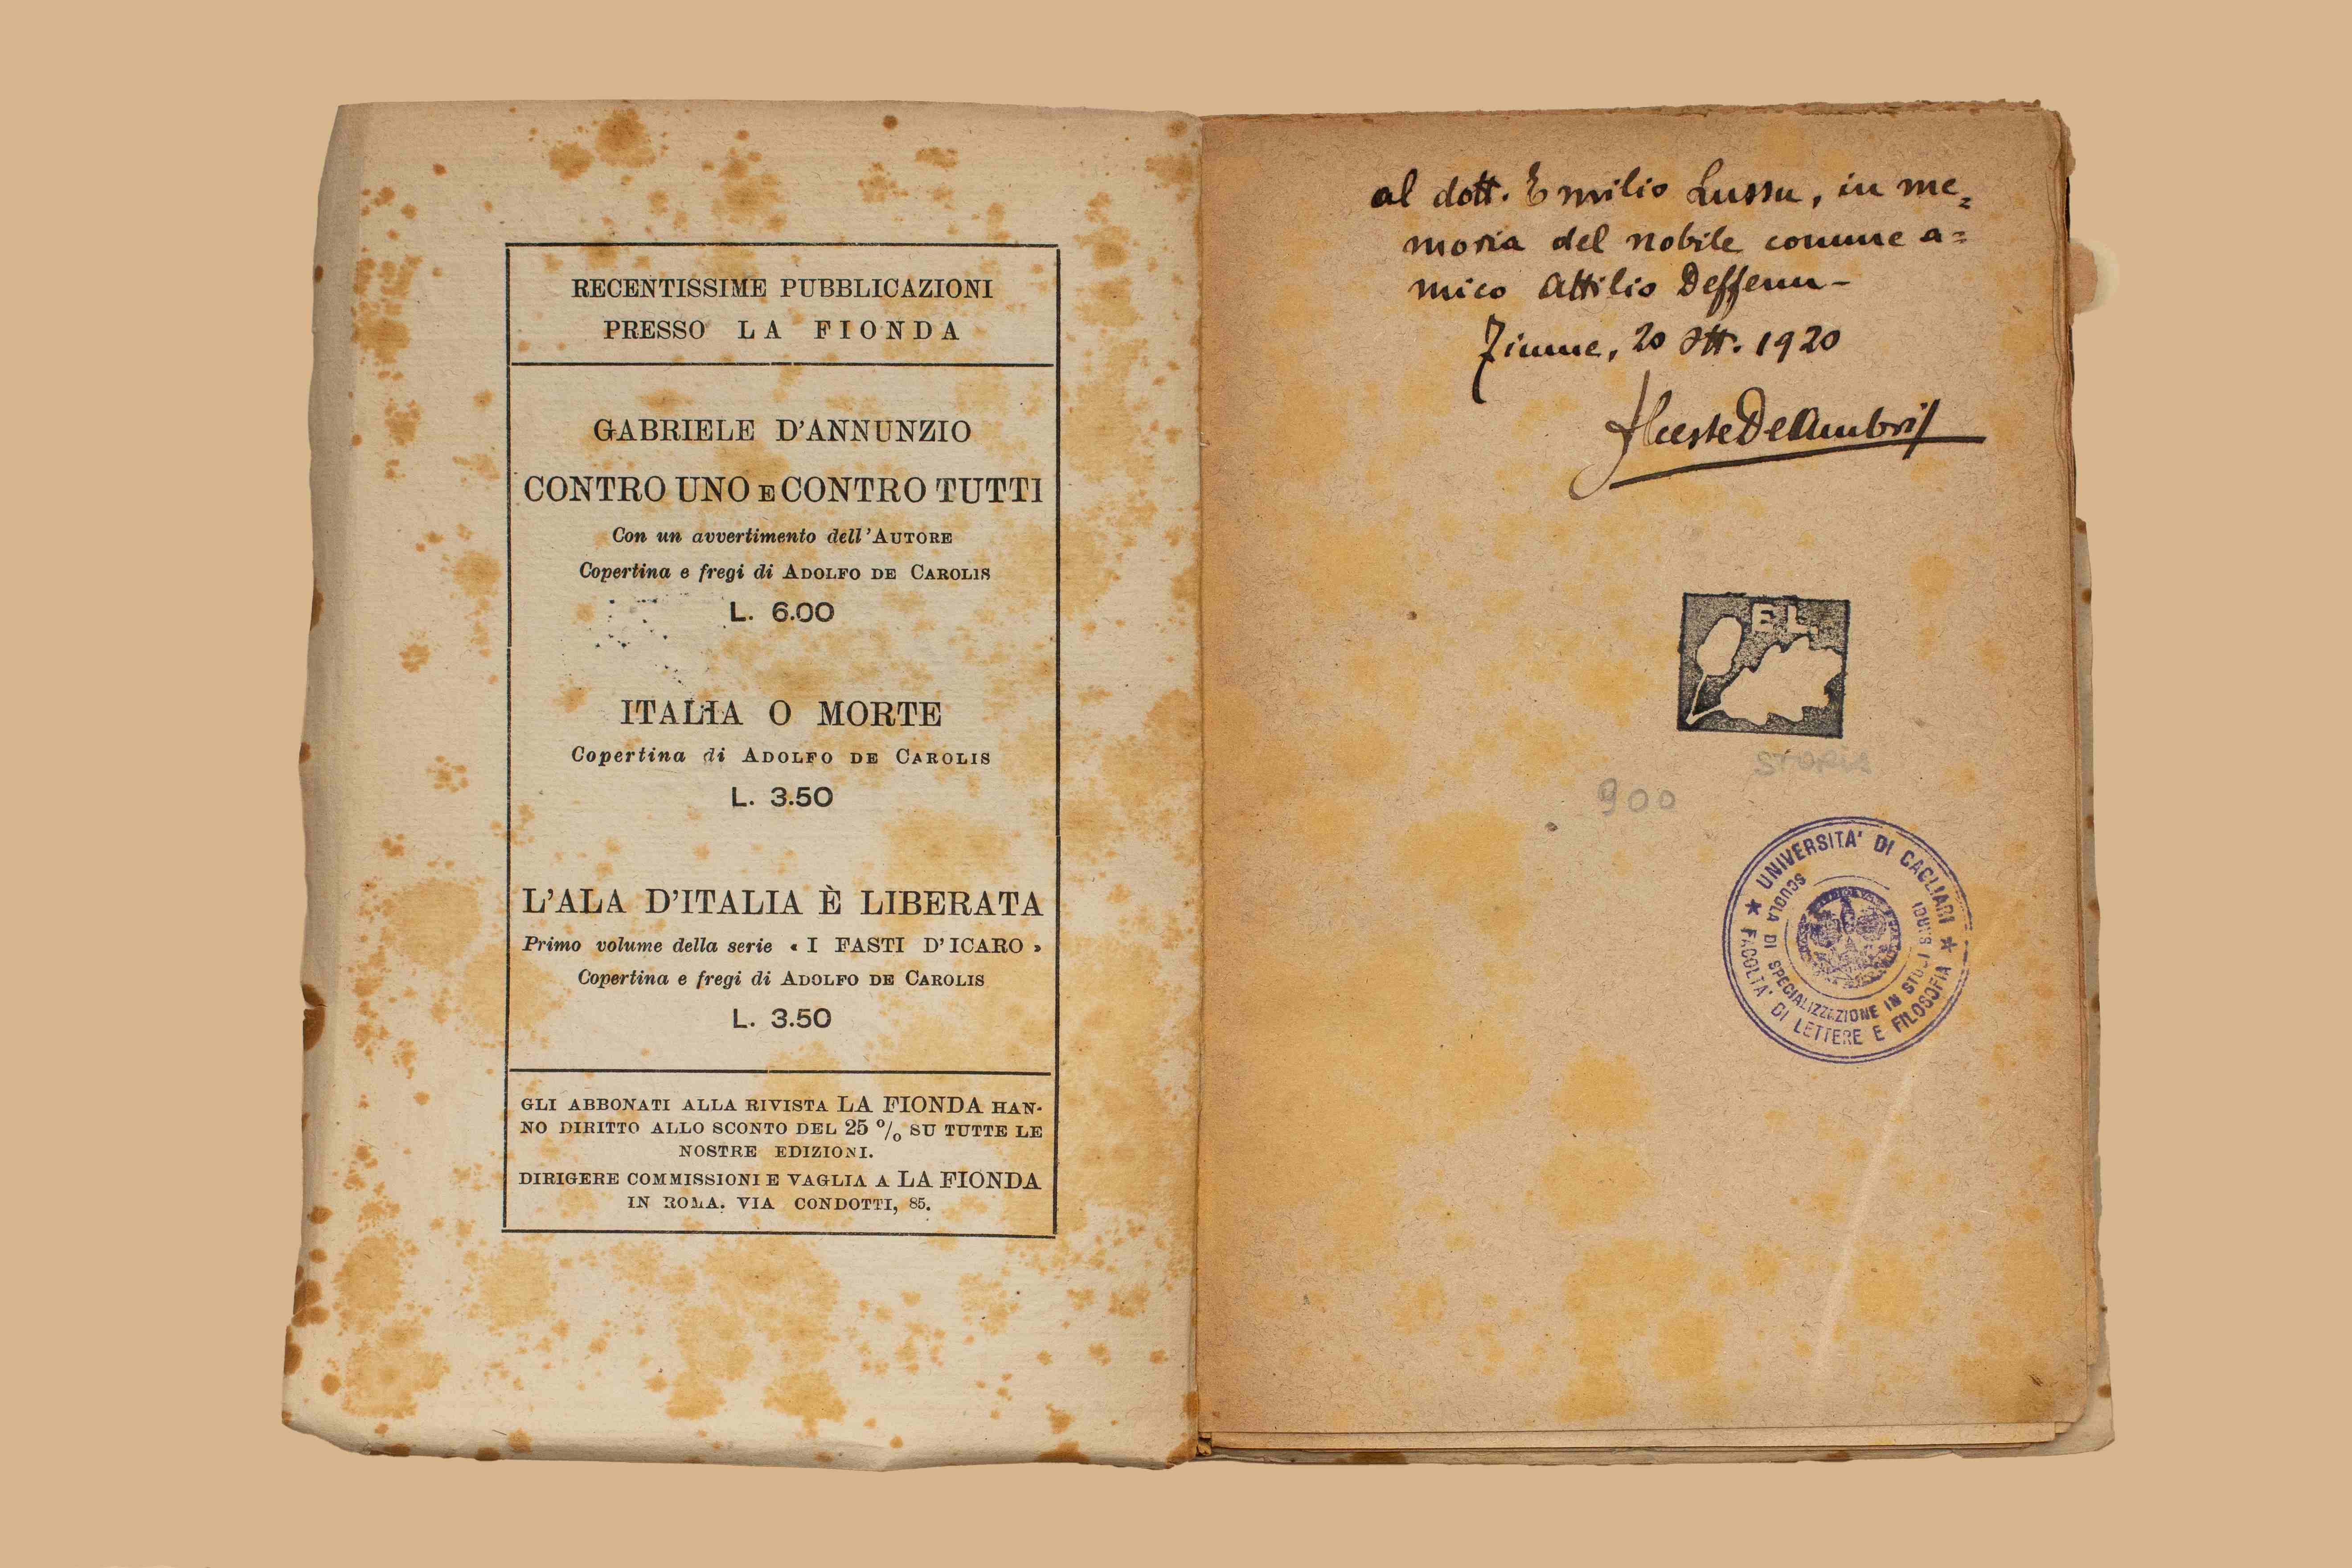 RECENTISSIME PUBBLICAZIONI
PRESSO LA FIONDA
GABRIELE D'ANNUNZIO
CONTRO UNO E CONTRO TUTTI
Con un avvertimento dell'AUTORE
Copertina e fregi di ADOLFO DE CAROLIS
L. 6.00
ITALIA O MORTE
Copertina di ADOLFO DE CAROLIS
L. 3.50
L'ALA D'ITALIA È LIBERATA
Primo volume della serie « I FASTI D'ICARO »
Copertina e fregi di ADOLFO DE CAROLIS
L. 3.50
GLI ABBONATI ALLA RIVISTA LA FIONDA HAN-
NO DIRITTO ALLO SCONTO DEL 25 % SU TUTTE LE
NOSTRE EDIZIONI.
DIRIGERE COMMISSIONI E VAGLIA A LA FIONDA
IN ROMA. VIA CONDOTTI, 85.
al dott. Emilio Lussu, in me=
moria del nobile comune a=
mico Attilio Deffenu -
Fiume, 20 Ott. 1920
Alceste De Ambris
E L.
STORIA
900
UNIVERSITA' DI CAGLIARI
FACOLTA' DI LETTERE E FILOSOFIA
SCUOLA DI SPECIALIZZAZIONE IN STUDI SARDI